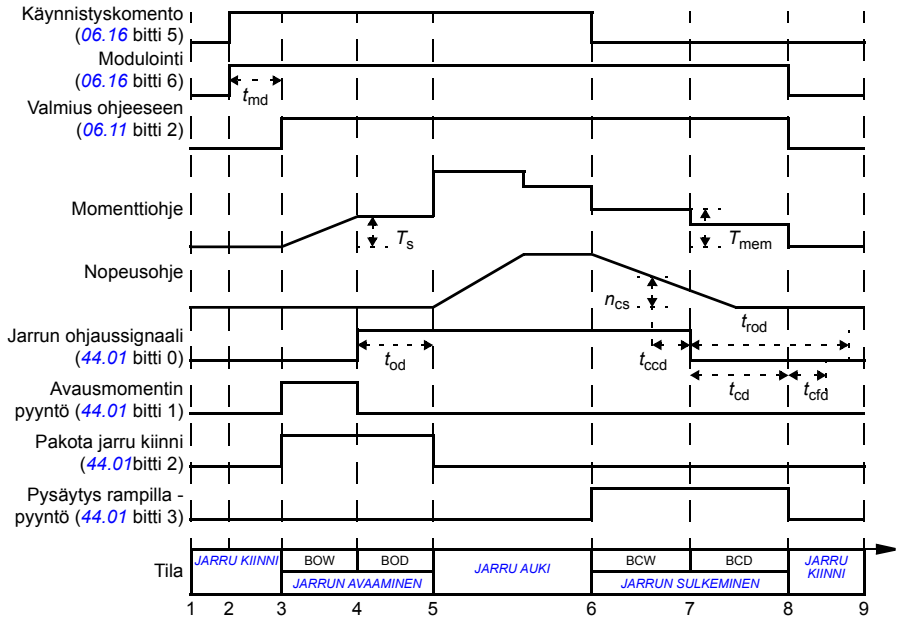 Käynnistyskomento
(06.16 bitti 5)
Modulointi
(06.16 bitti 6)
tmd
Valmius ohjeeseen
(06.11 bitti 2)
Momenttiohje
Ts
Tmem
Nopeusohje
ncs
trod
Jarrun ohjaussignaali
(44.01 bitti 0)
tod
tccd
tcd
tcfd
Avausmomentin
pyyntö (44.01 bitti 1)
Pakota jarru kiinni
(44.01bitti 2)
Pysäytys rampilla -
pyyntö (44.01 bitti 3)
Tila
JARRU KIINNI
BOW
BOD
JARRUN AVAAMINEN
JARRU AUKI
BCW
BCD
JARRUN SULKEMINEN
JARRU
KIINNI
1 2 3 4 5 6 7 8 9